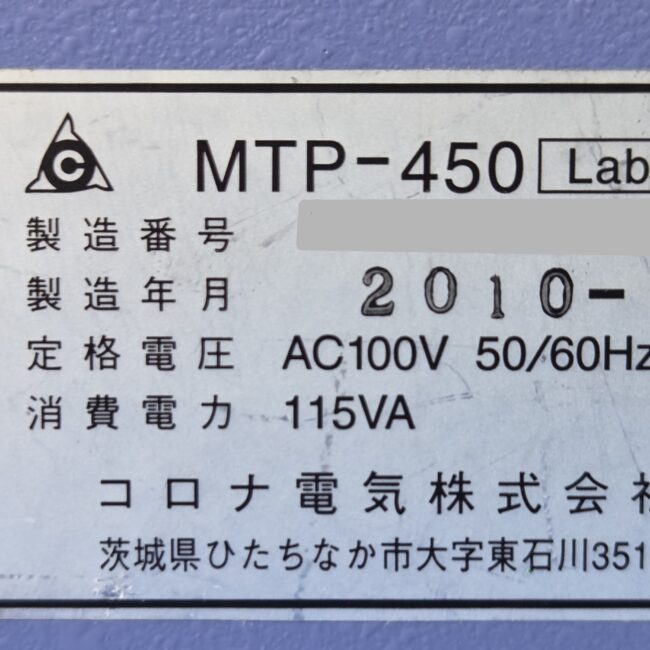 C MTP-450 Lab
製造番号
製造年月 2010-
定格電圧 AC100V 50/60Hz
消費電力 115VA
コロナ電気株式会社
茨城県ひたちなか市大字東石川351